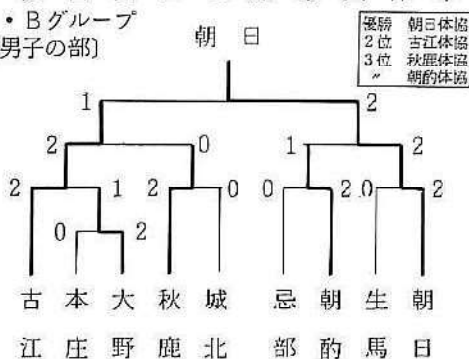 ・Bグループ
男子の部〕
朝日
優勝 朝日体協
2位 古江体協
3位 秋鹿体協
〃 朝酌体協
1 2
2 0 1 2
2 1 2 0 0 2 0 2
0 2
古江 本庄 大野 秋鹿 城北 忌部 朝酌 生馬 朝日